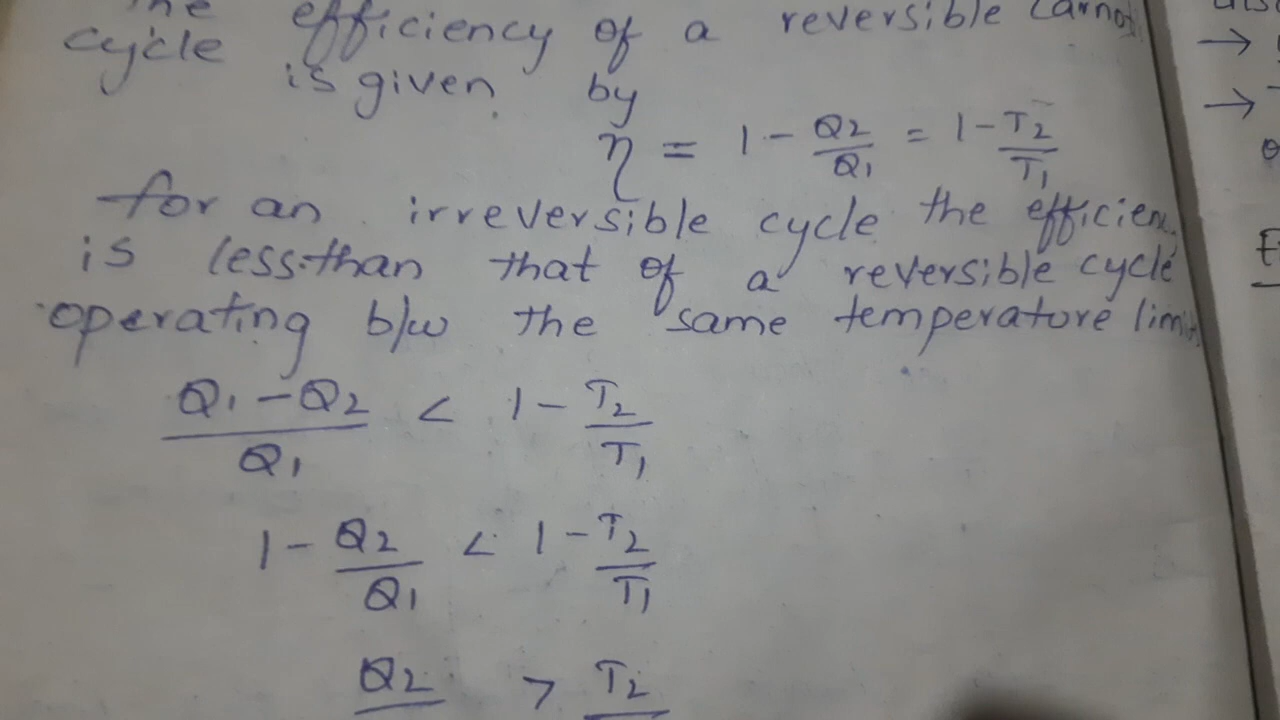 The efficiency of a reversible Carnot
cycle is given by
η = 1 - Q2/Q1 = 1 - T2/T1
for an irreversible cycle the
is less than that of a reversible cycle
operating b/w the same temperature
Q1 - Q2/Q1 < 1 - T2/T1
1 - Q2/Q1 < 1 - T2/T1
Q2 > T2